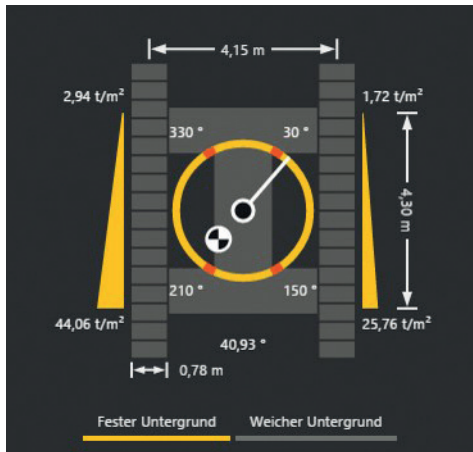 4,15 m
2,94 t/m²
1,72 t/m²
330 °
30 °
4,30 m
210 °
150 °
44,06 t/m²
25,76 t/m²
40,93 °
0,78 m
Fester Untergrund
Weicher Untergrund